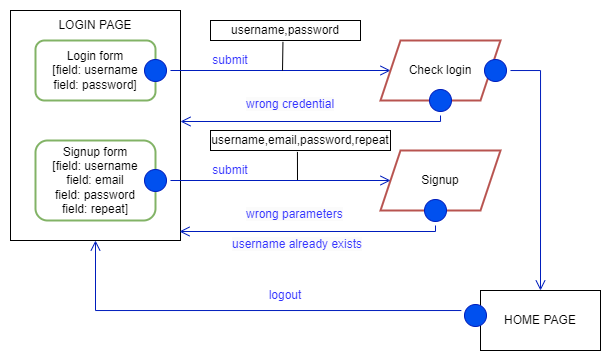 LOGIN PAGE
Login form
[field: username
field: password]
username,password
submit
Check login
wrong credential
Signup form
[field: username
field: email
field: password
field: repeat]
username,email,password,repeat
submit
Signup
wrong parameters
username already exists
logout
HOME PAGE